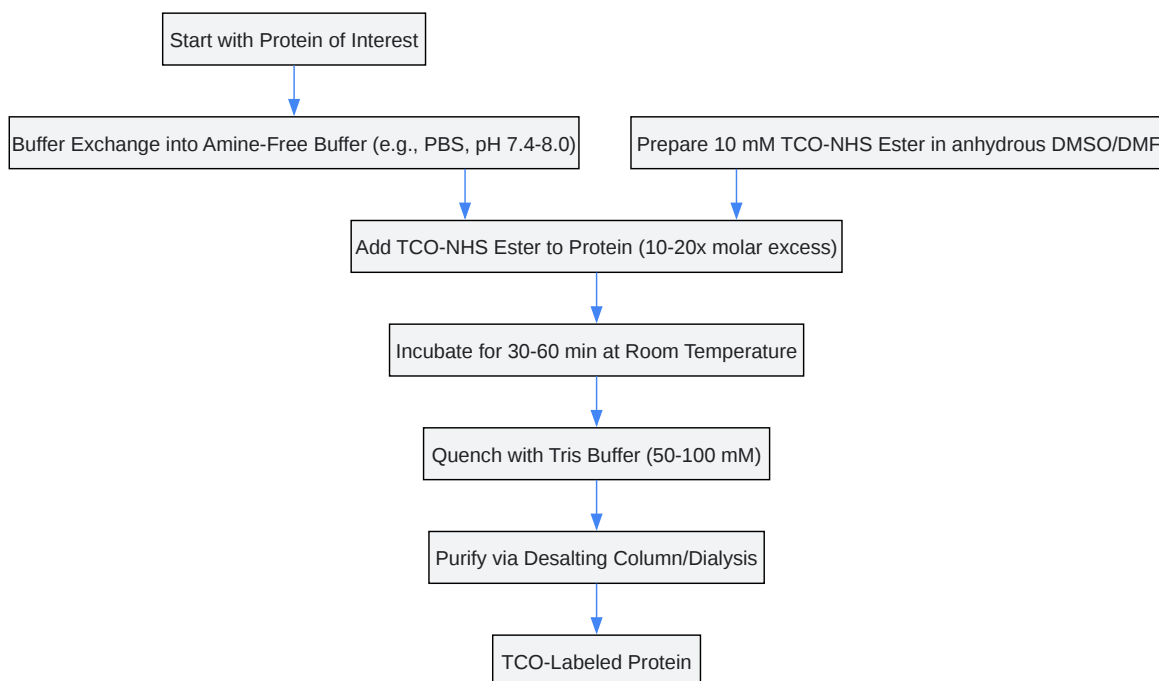 Start with Protein of Interest
Buffer Exchange into Amine-Free Buffer (e.g., PBS, pH 7.4-8.0)
Prepare 10 mM TCO-NHS Ester in anhydrous DMSO/DMF
Add TCO-NHS Ester to Protein (10-20x molar excess)
Incubate for 30-60 min at Room Temperature
Quench with Tris Buffer (50-100 mM)
Purify via Desalting Column/Dialysis
TCO-Labeled Protein